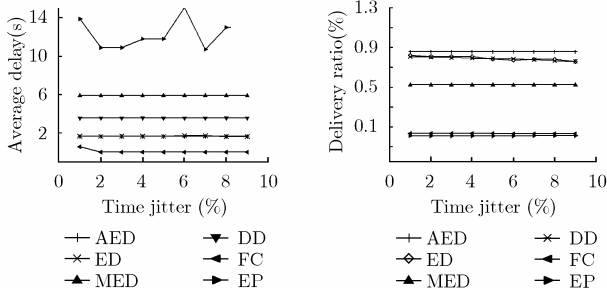 14
10
6
2
0 2 4 6 8 10
Average delay(s)
Time jitter (%)
AED DD
ED FC
MED EP
1.3
0.9
0.5
0.1
0 2 4 6 8 10
Delivery ratio(%)
Time jitter (%)
AED DD
ED FC
MED EP